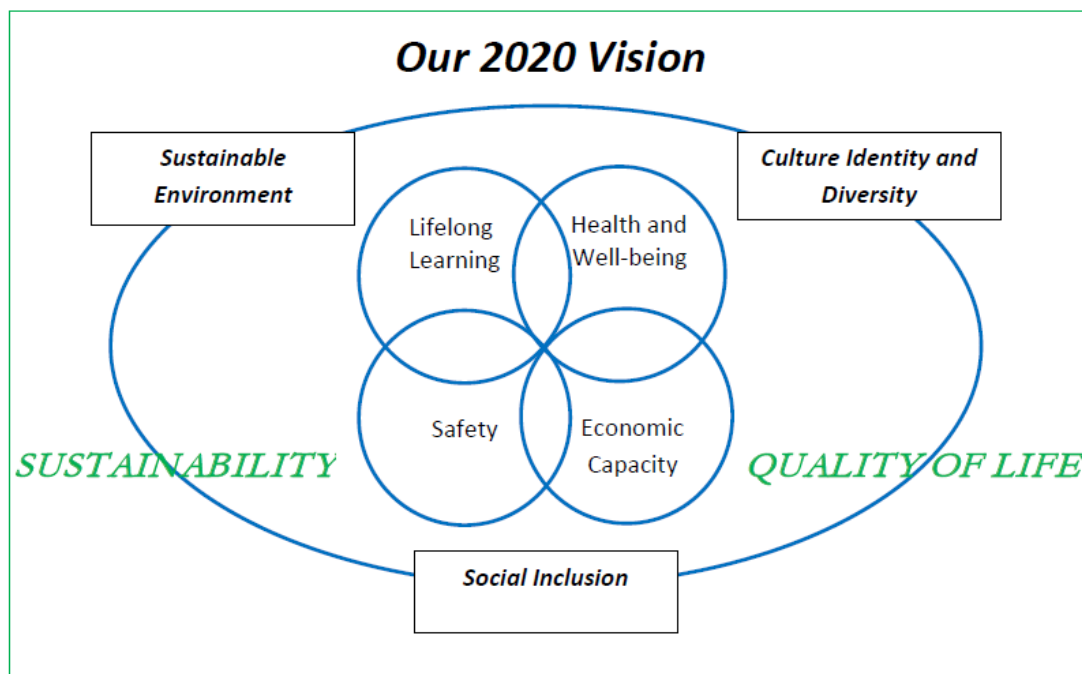 Our 2020 Vision
Sustainable
Environment
Culture Identity and
Diversity
Lifelong
Learning
Health and
Well-being
Safety
Economic
Capacity
SUSTAINABILITY
QUALITY OF LIFE
Social Inclusion